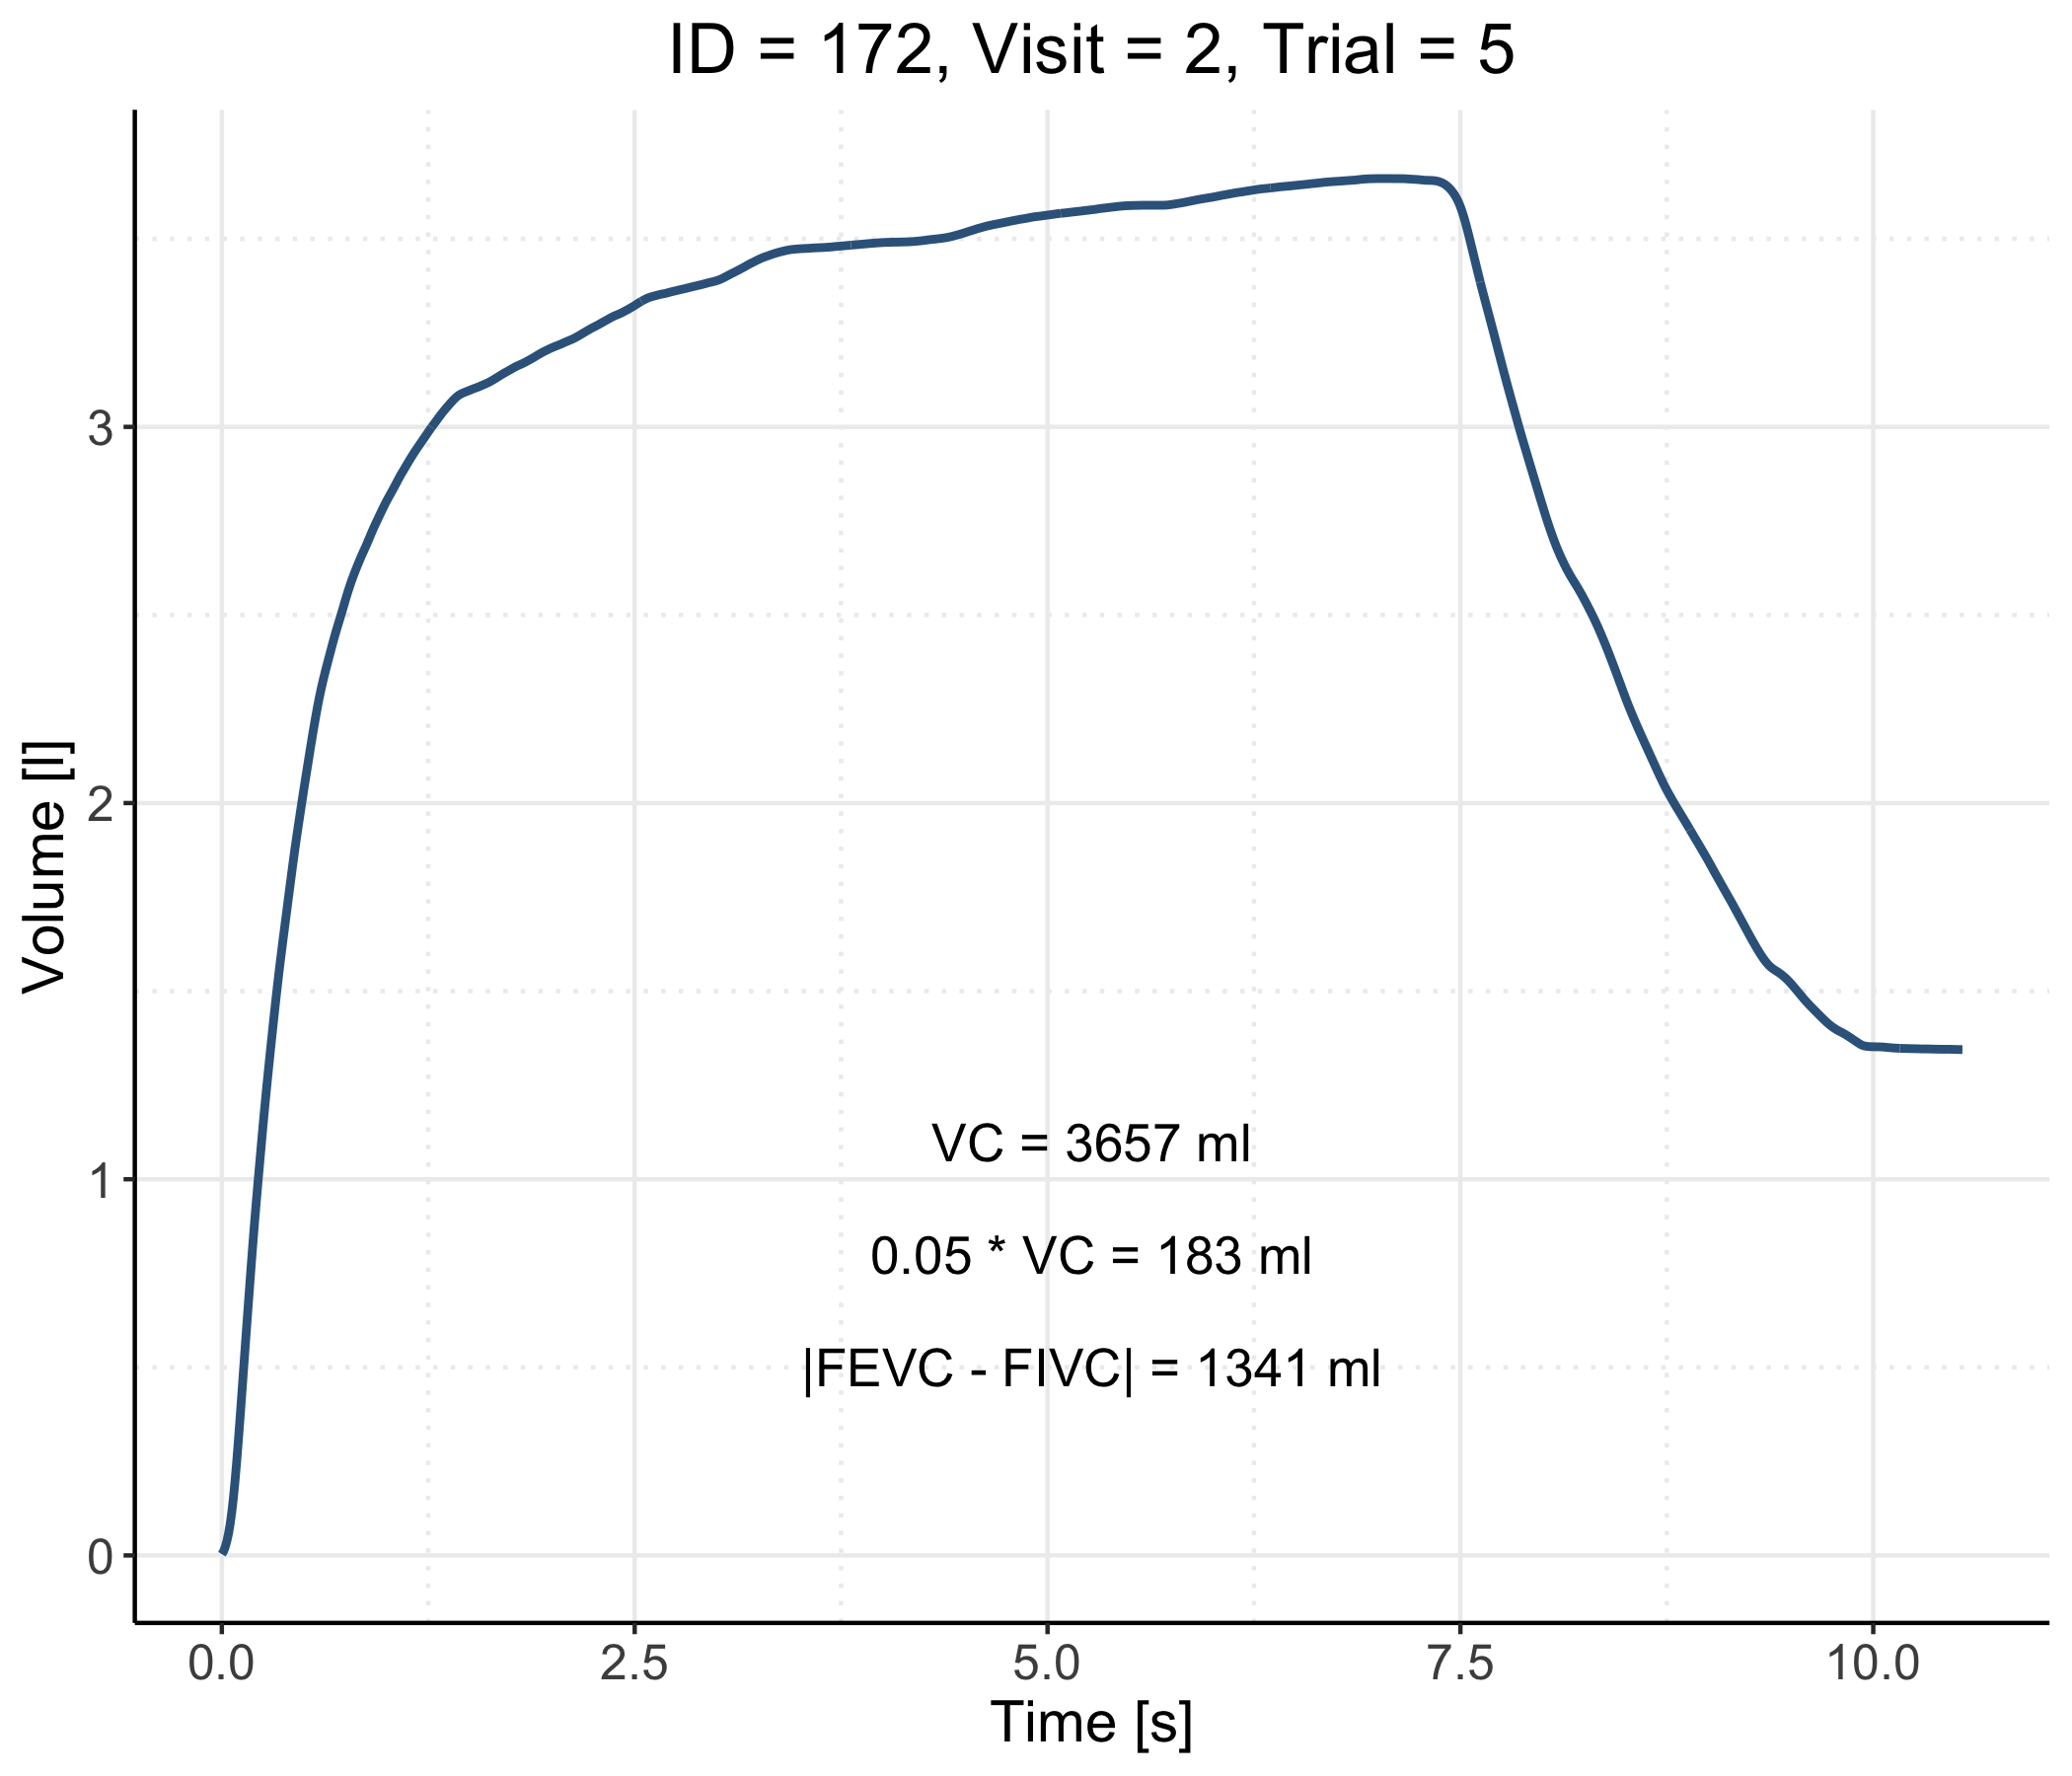 ID = 172, Visit = 2, Trial = 5
Volume [l]
3
2
1
0
VC = 3657 ml
0.05 * VC = 183 ml
|FEVC - FIVC| = 1341 ml
0.0 2.5 5.0 7.5 10.0
Time [s]